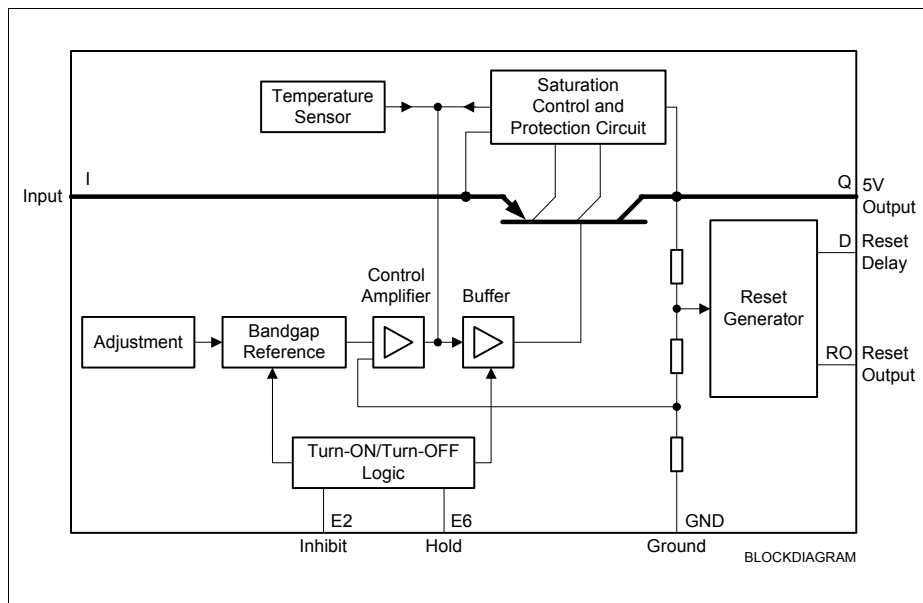 Temperature
Sensor
Saturation
Control and
Protection Circuit
I
Q
Input
5V
Output
D
Reset
Delay
Control
Amplifier
Buffer
Reset
Generator
Adjustment
Bandgap
Reference
RO
Reset
Output
Turn-ON/Turn-OFF
Logic
E2
E6
GND
Inhibit
Hold
Ground
BLOCKDIAGRAM